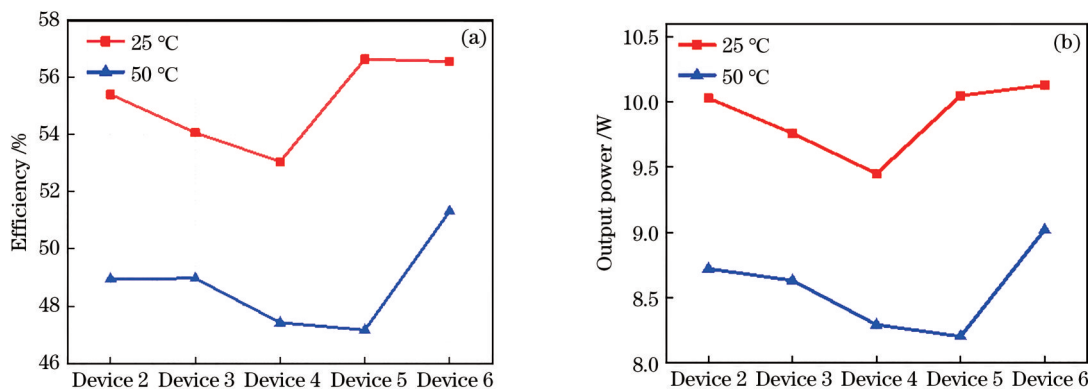 58
56
54
52
50
48
46
Efficiency /%
25 °C
50 °C
(a)
Device 2 Device 3 Device 4 Device 5 Device 6
10.5
10.0
9.5
9.0
8.5
8.0
Output power /W
25 °C
50 °C
(b)
Device 2 Device 3 Device 4 Device 5 Device 6